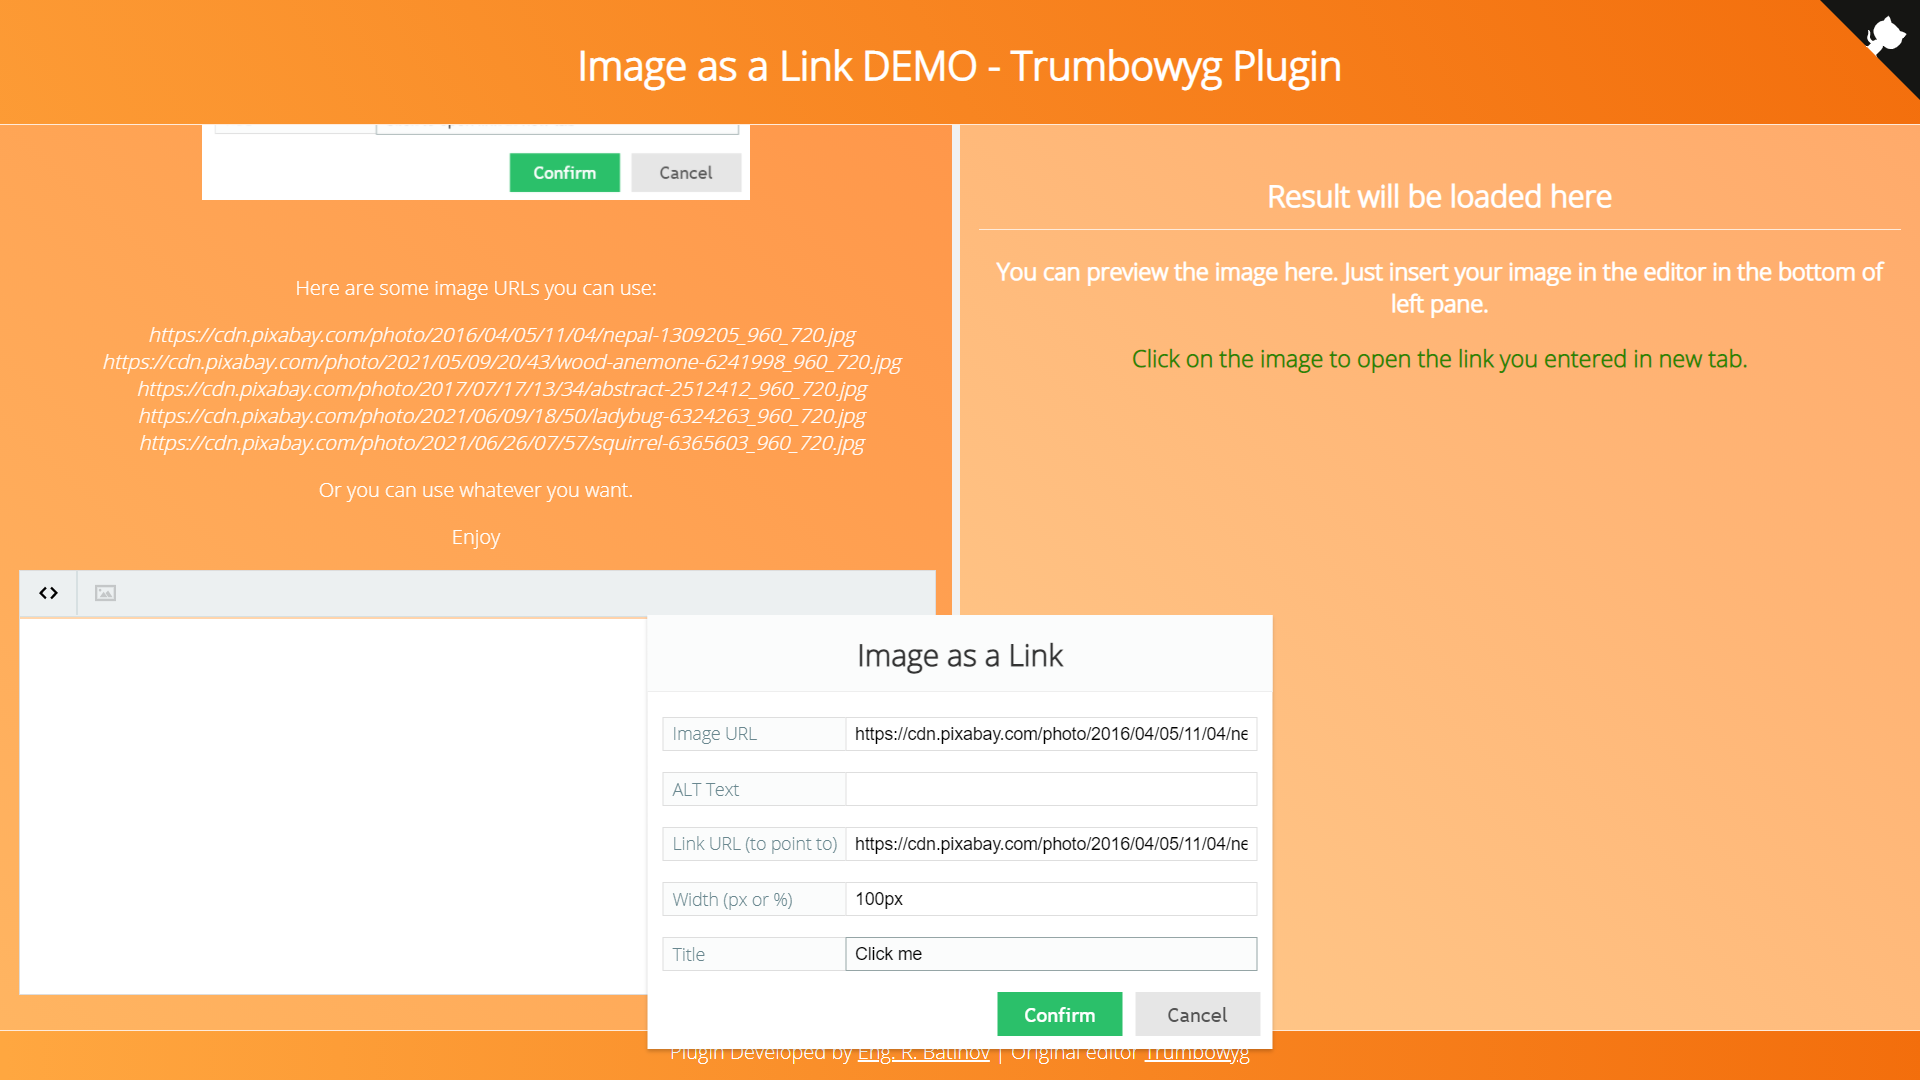 Image as a Link DEMO - Trumbowyg Plugin
Confirm
Cancel
Here are some image URLs you can use:
https://cdn.pixabay.com/photo/2016/04/05/11/04/nepal-1309205_960_720.jpg
https://cdn.pixabay.com/photo/2021/05/09/20/43/wood-anemone-6241998_960_720.jpg
https://cdn.pixabay.com/photo/2017/07/17/13/34/abstract-2512412_960_720.jpg
https://cdn.pixabay.com/photo/2021/06/09/18/50/ladybug-6324263_960_720.jpg
https://cdn.pixabay.com/photo/2021/06/26/07/57/squirrel-6365603_960_720.jpg
Or you can use whatever you want.
Enjoy
Result will be loaded here
You can preview the image here. Just insert your image in the editor in the bottom of
left pane.
Click on the image to open the link you entered in new tab.
Image as a Link
Image URL
https://cdn.pixabay.com/photo/2016/04/05/11/04/ne
ALT Text
Link URL (to point to)
https://cdn.pixabay.com/photo/2016/04/05/11/04/ne
Width (px or %)
100px
Title
Click me
Confirm
Cancel
Plugin Developed by Eng. R. Batinov | Original editor Trumbowyg